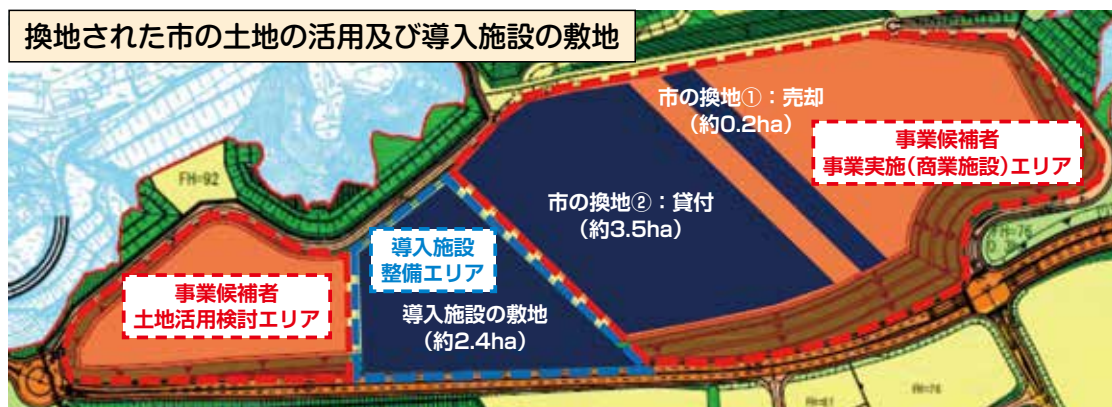 換地された市の土地の活用及び導入施設の敷地
市の換地①：売却
（約0.2ha）
事業候補者
事業実施(商業施設)エリア
FH=92
市の換地②：貸付
（約3.5ha）
導入施設
整備エリア
事業候補者
土地活用検討エリア
導入施設の敷地
（約2.4ha）
FH=76